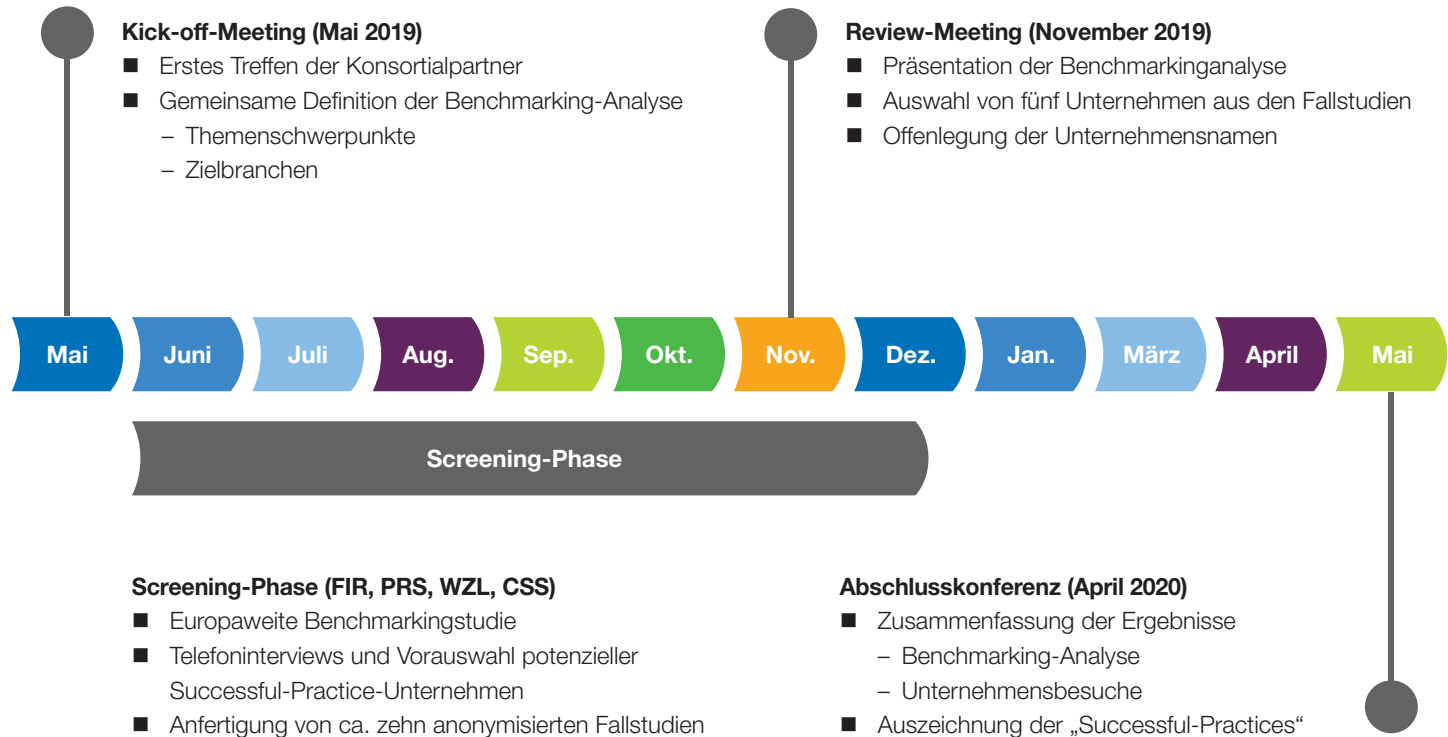 Kick-off-Meeting (Mai 2019)
■ Erstes Treffen der Konsortialpartner
■ Gemeinsame Definition der Benchmarking-Analyse
– Themenschwerpunkte
– Zielbranchen
Review-Meeting (November 2019)
■ Präsentation der Benchmarkinganalyse
■ Auswahl von fünf Unternehmen aus den Fallstudien
■ Offenlegung der Unternehmensnamen
Mai Juni Juli Aug. Sep. Okt. Nov. Dez. Jan. März April Mai
Screening-Phase
Screening-Phase (FIR, PRS, WZL, CSS)
■ Europaweite Benchmarkingstudie
■ Telefoninterviews und Vorauswahl potenzieller
Successful-Practice-Unternehmen
■ Anfertigung von ca. zehn anonymisierten Fallstudien
Abschlusskonferenz (April 2020)
■ Zusammenfassung der Ergebnisse
– Benchmarking-Analyse
– Unternehmensbesuche
■ Auszeichnung der „Successful-Practices“